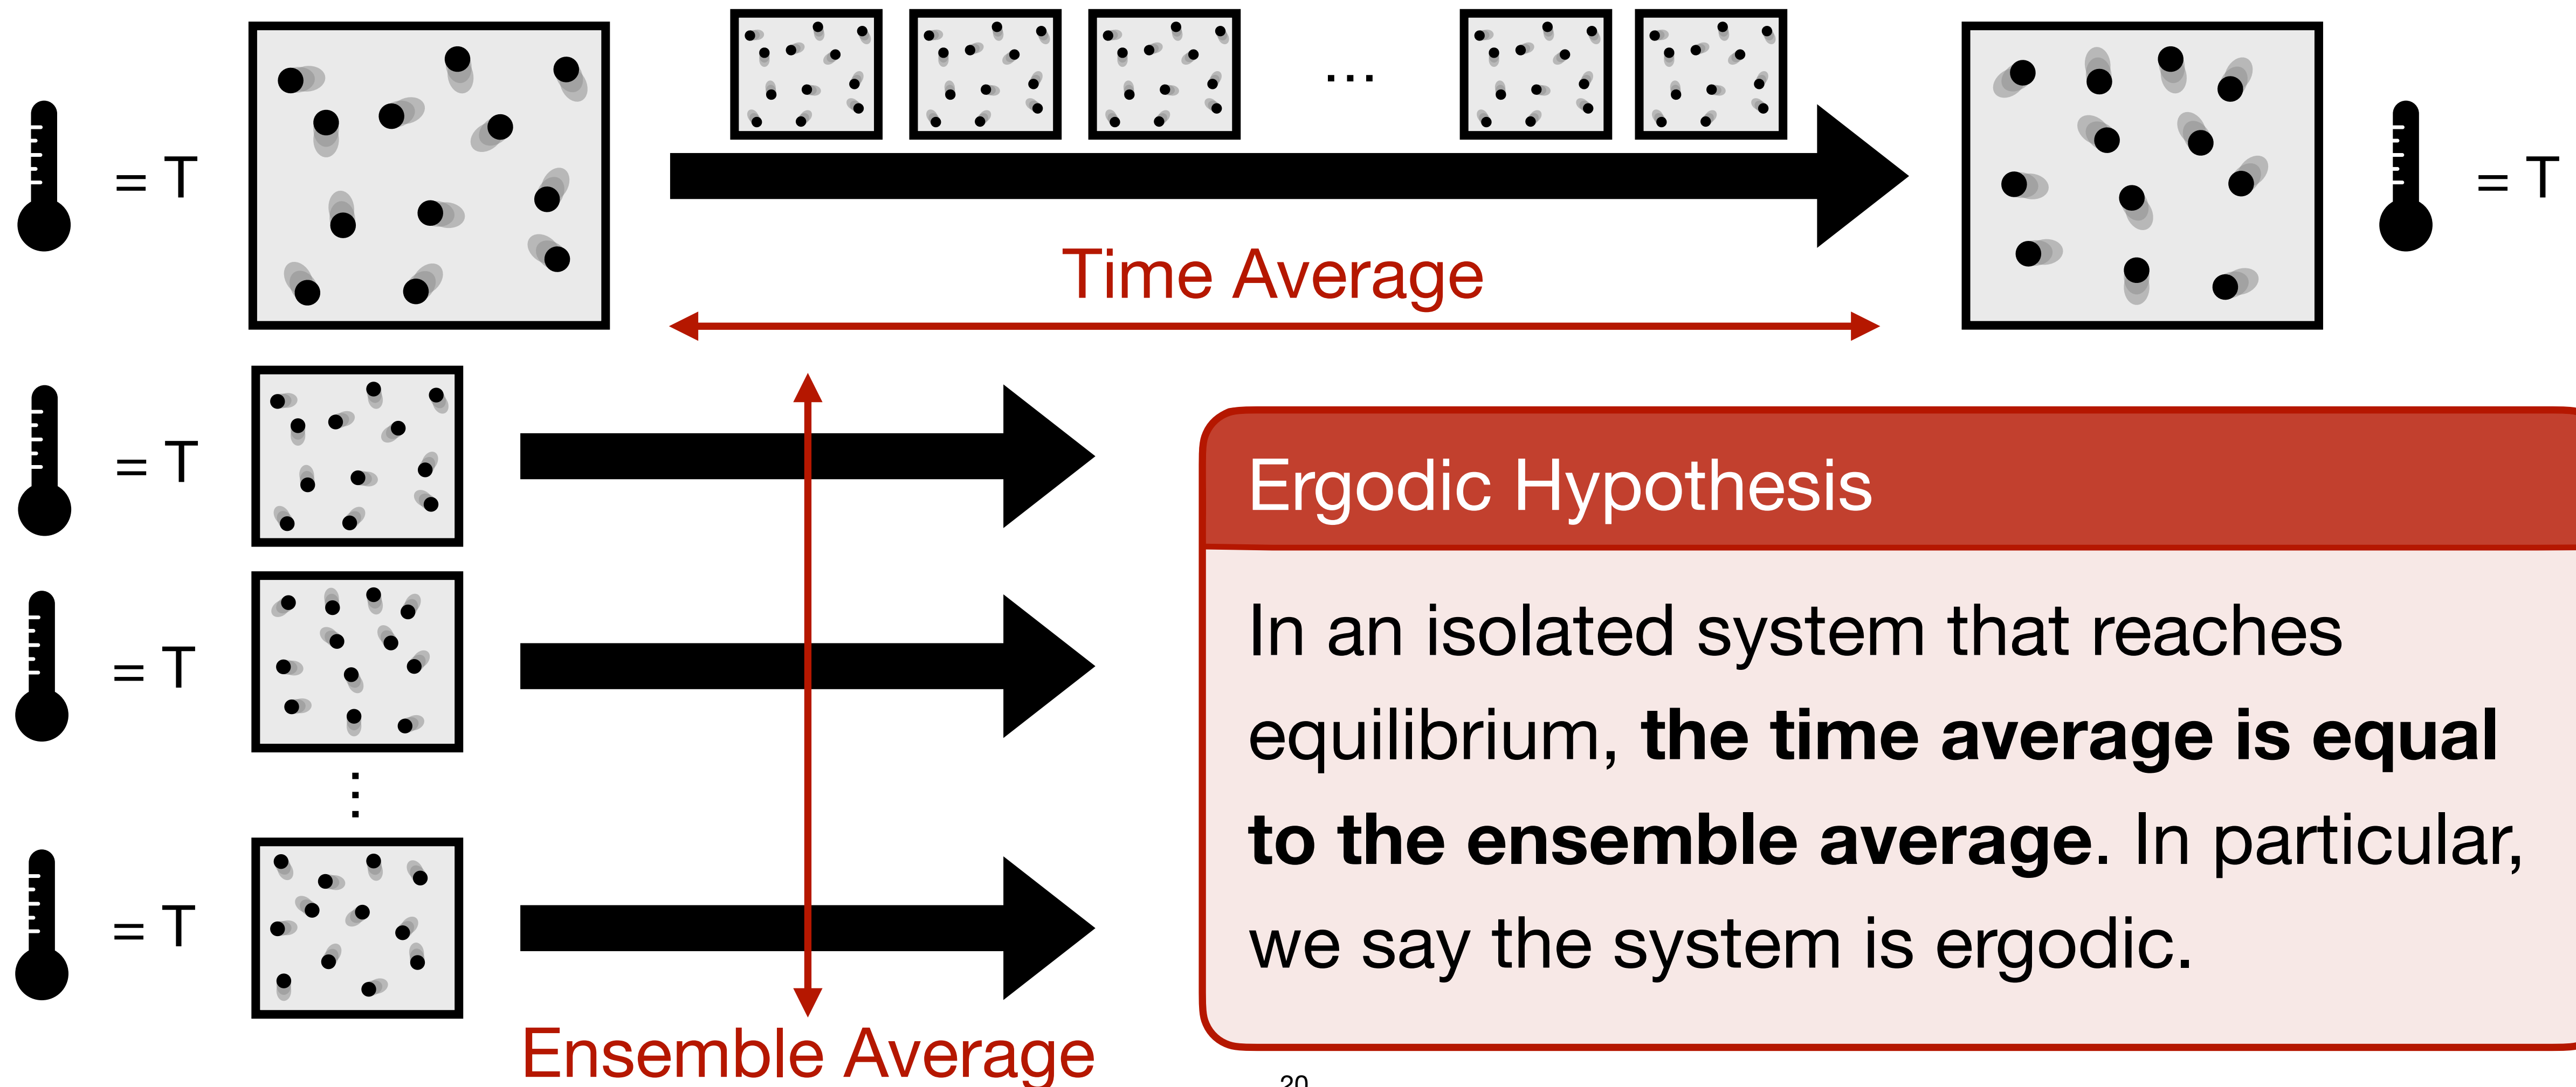 = T
...
= T
Time Average
= T
= T
= T
Ensemble Average
Ergodic Hypothesis
In an isolated system that reaches
equilibrium, the time average is equal
to the ensemble average. In particular,
we say the system is ergodic.
20